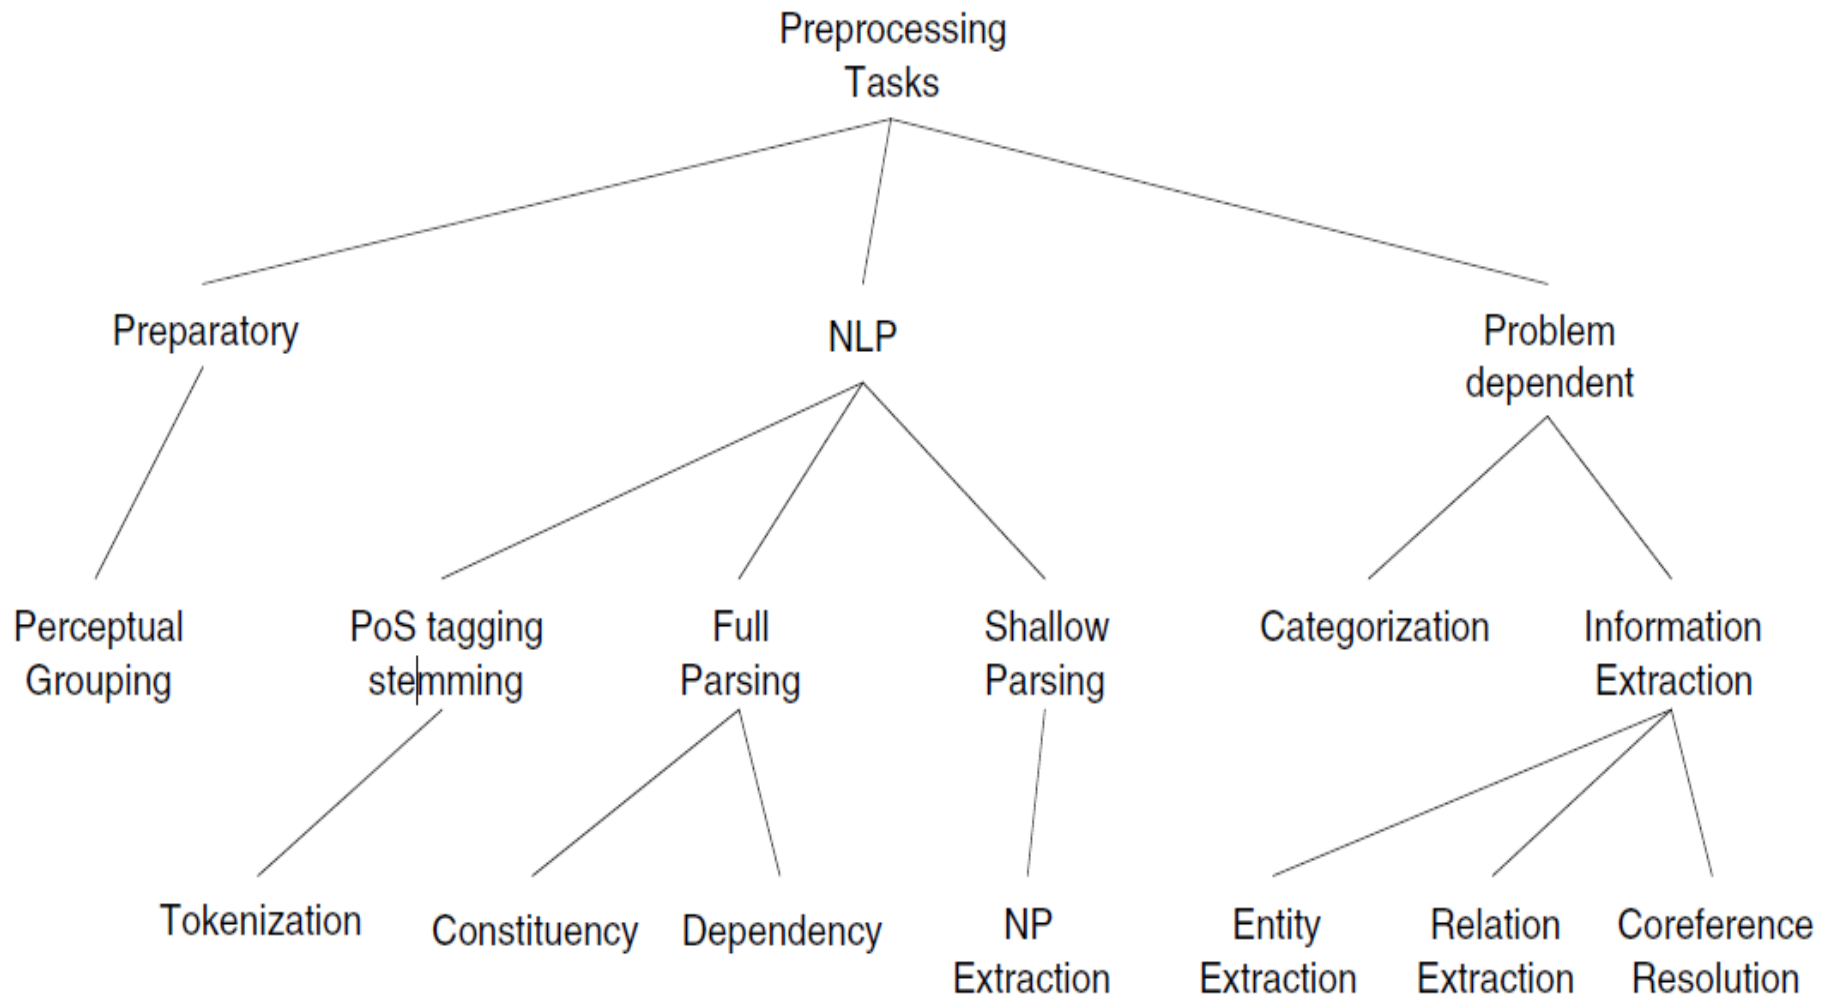 Preprocessing
Tasks
Preparatory
NLP
Problem
dependent
Perceptual
Grouping
PoS tagging
stemming
Full
Parsing
Shallow
Parsing
Categorization
Information
Extraction
Tokenization
Constituency
Dependency
NP
Extraction
Entity
Extraction
Relation
Extraction
Coreference
Resolution